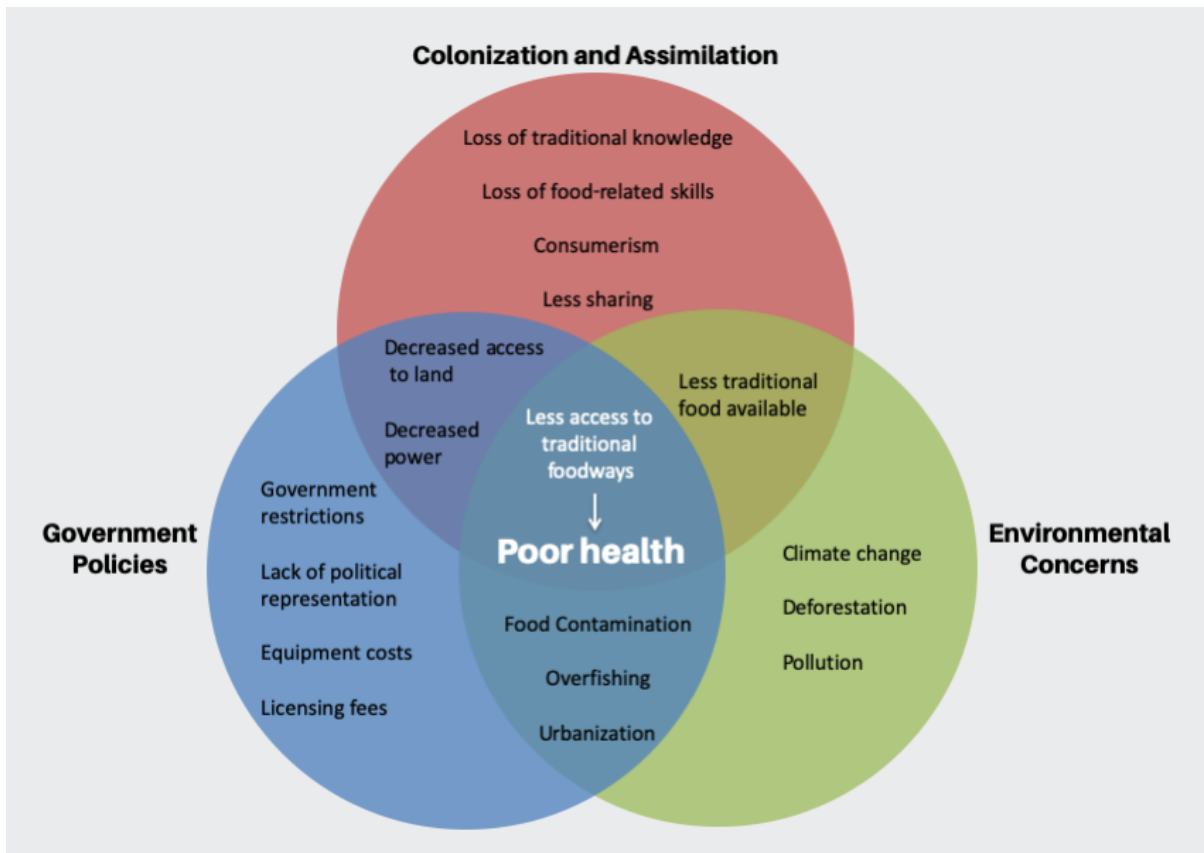 Colonization and Assimilation
Loss of traditional knowledge
Loss of food-related skills
Consumerism
Less sharing
Decreased access
to land
Decreased
power
Less traditional
food available
Less access to
traditional
foodways
Poor health
Government
Policies
Government
restrictions
Lack of political
representation
Equipment costs
Licensing fees
Food Contamination
Overfishing
Urbanization
Climate change
Deforestation
Pollution
Environmental
Concerns